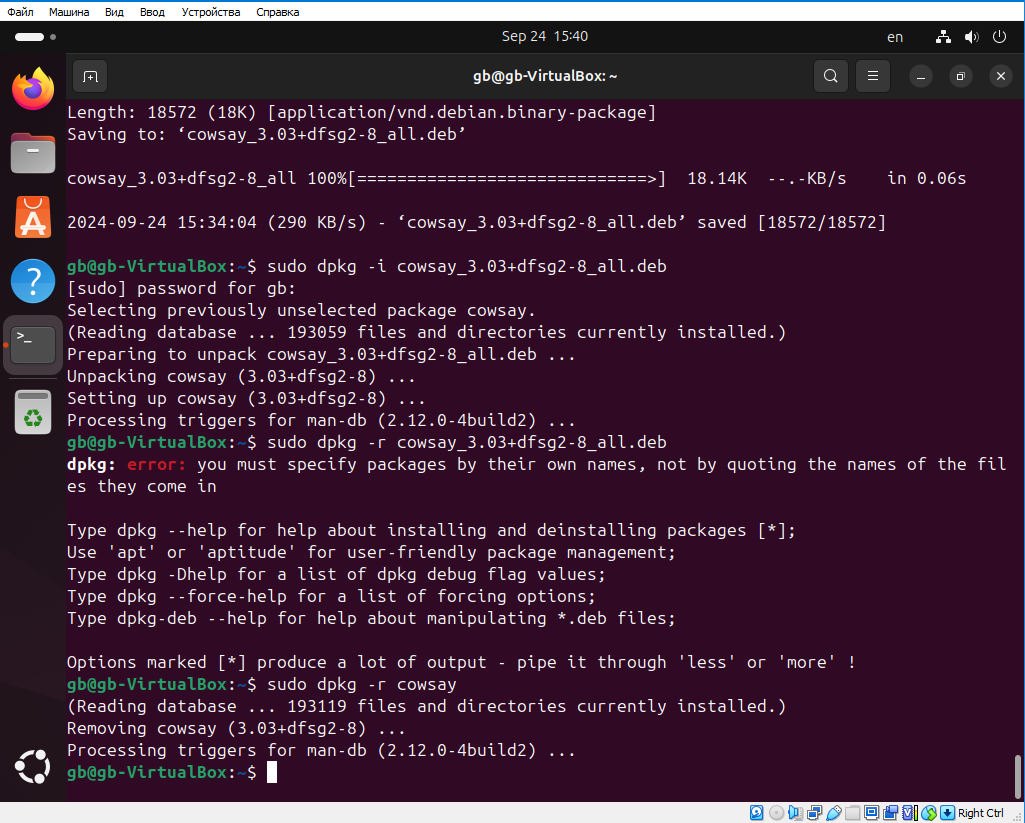 Файл Машина Вид Ввод Устройства Справка
Sep 24 15:40
en
gb@gb-VirtualBox: ~
Length: 18572 (18K) [application/vnd.debian.binary-package]
Saving to: ‘cowsay_3.03+dfsg2-8_all.deb’
cowsay_3.03+dfsg2-8_all 100%[=============================>] 18.14K --.-KB/s in 0.06s
2024-09-24 15:34:04 (290 KB/s) - ‘cowsay_3.03+dfsg2-8_all.deb’ saved [18572/18572]
gb@gb-VirtualBox:~$ sudo dpkg -i cowsay_3.03+dfsg2-8_all.deb
[sudo] password for gb:
Selecting previously unselected package cowsay.
(Reading database ... 193059 files and directories currently installed.)
Preparing to unpack cowsay_3.03+dfsg2-8_all.deb ...
Unpacking cowsay (3.03+dfsg2-8) ...
Setting up cowsay (3.03+dfsg2-8) ...
Processing triggers for man-db (2.12.0-4build2) ...
gb@gb-VirtualBox:~$ sudo dpkg -r cowsay_3.03+dfsg2-8_all.deb
dpkg: error: you must specify packages by their own names, not by quoting the names of the fil
es they come in
Type dpkg --help for help about installing and deinstalling packages [*];
Use 'apt' or 'aptitude' for user-friendly package management;
Type dpkg -Dhelp for a list of dpkg debug flag values;
Type dpkg --force-help for a list of forcing options;
Type dpkg-deb --help for help about manipulating *.deb files;
Options marked [*] produce a lot of output - pipe it through 'less' or 'more' !
gb@gb-VirtualBox:~$ sudo dpkg -r cowsay
(Reading database ... 193119 files and directories currently installed.)
Removing cowsay (3.03+dfsg2-8) ...
Processing triggers for man-db (2.12.0-4build2) ...
gb@gb-VirtualBox:~$
Right Ctrl